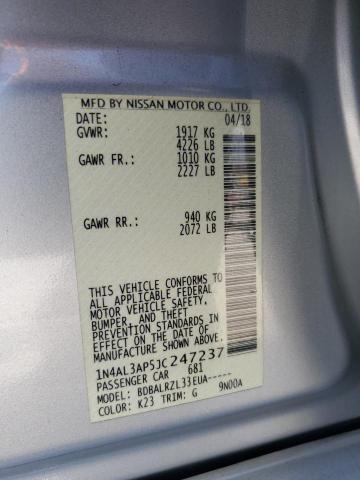 MFD BY NISSAN MOTOR CO., LTD.
DATE: 04/18
GVWR: 1917 KG
4226 LB
GAWR FR.: 1010 KG
2227 LB
GAWR RR.: 940 KG
2072 LB
THIS VEHICLE CONFORMS TO
ALL APPLICABLE FEDERAL
MOTOR VEHICLE SAFETY,
BUMPER, AND THEFT
PREVENTION STANDARDS IN
EFFECT ON THE DATE OF
MANUFACTURE SHOWN ABOVE.
1N4AL3AP5JC247237
PASSENGER CAR 681
MODEL: BDBALRZL33EUA-----
COLOR: K23 TRIM: G 9N00A